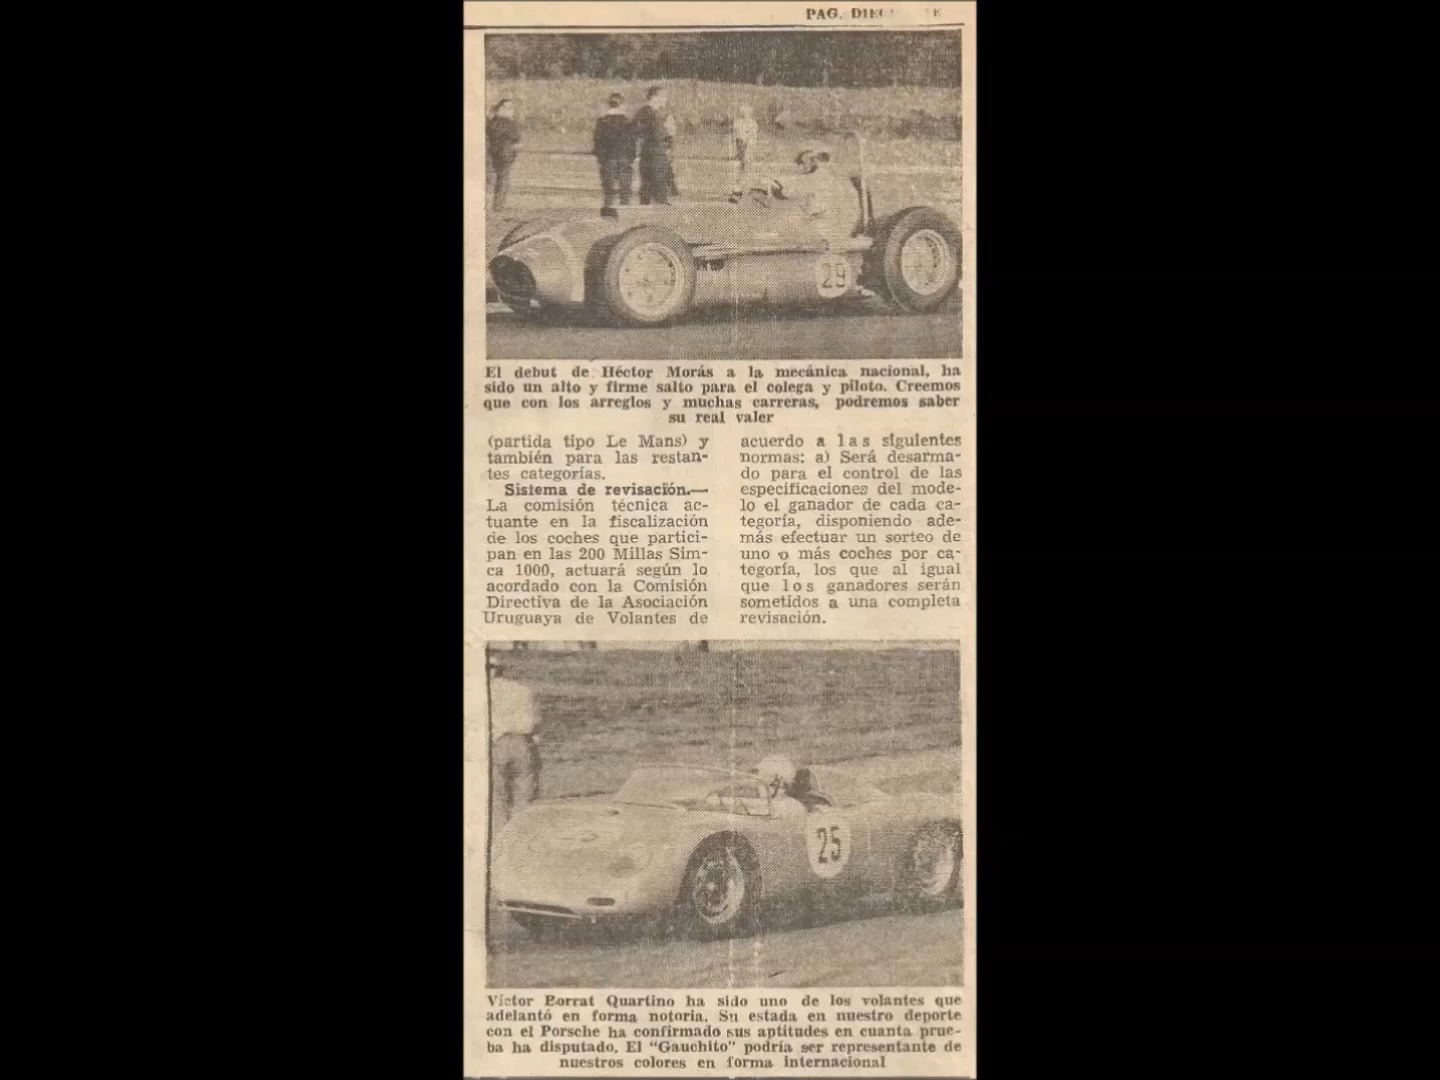 PAG.
29
El debut de Héctor Morás a la mecánica nacional, ha
sido un alto y firme salto para el colega y piloto. Creemos
que con los arreglos y muchas carreras, podremos saber
su real valer
(partida tipo Le Mans) y
también para las restan-
tes categorías.
Sistema de revisación.—
La comisión técnica ac-
tuante en la fiscalización
de los coches que partici-
pan en las 200 Millas Sim-
ca 1000, actuará según lo
acordado con la Comisión
Directiva de la Asociación
Uruguaya de Volantes de
acuerdo a las siguientes
normas: a) Será desarma-
do para el control de las
especificaciones del mode-
lo el ganador de cada ca-
tegoría, disponiendo ade-
más efectuar un sorteo de
uno o más coches por ca-
tegoría, los que al igual
que los ganadores serán
sometidos a una completa
revisación.
25
Víctor Borrat Quartino ha sido uno de los volantes que
adelantó en forma notoria. Su estada en nuestro deporte
con el Porsche ha confirmado sus aptitudes en cuanta prue-
ba ha disputado. El "Gauchito" podría ser representante de
nuestros colores en forma internacional